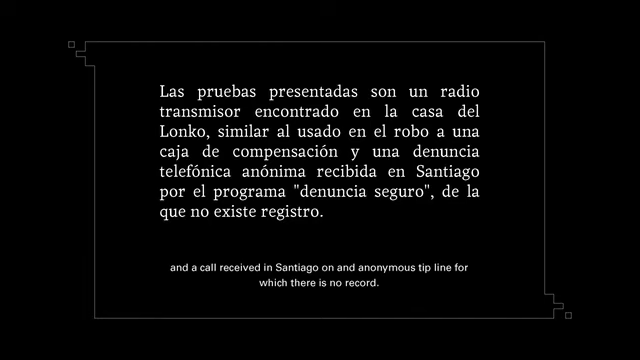 Las pruebas presentadas son un radio
transmisor encontrado en la casa del
Lonko, similar al usado en el robo a una
caja de compensación y una denuncia
telefónica anónima recibida en Santiago
por el programa "denuncia seguro", de la
que no existe registro.
and a call received in Santiago on and anonymous tip line for
which there is no record.